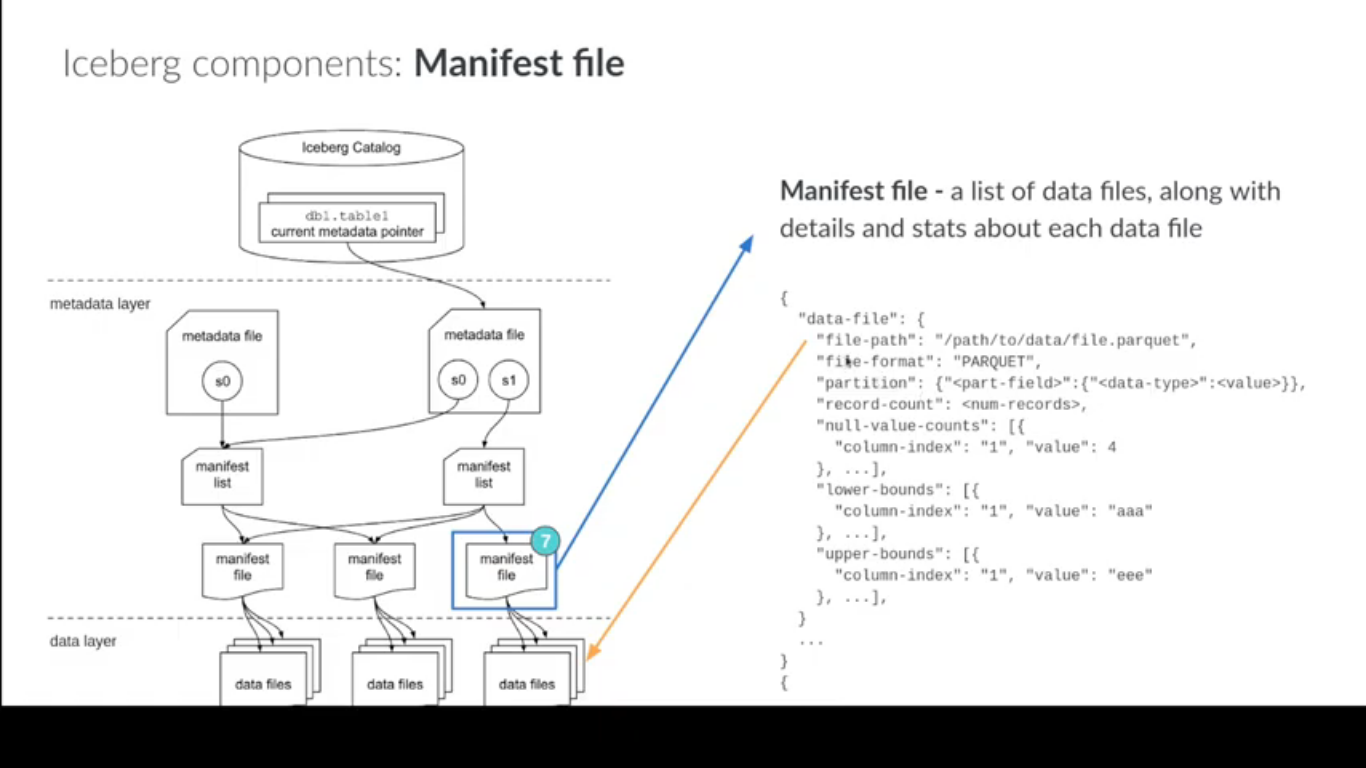 Iceberg components: Manifest file
Iceberg Catalog
db1.table1
current metadata pointer
metadata layer
metadata file
s0
metadata file
s0
s1
manifest
list
manifest
list
manifest
file
manifest
file
manifest
file
7
data layer
data files
data files
data files
Manifest file - a list of data files, along with
details and stats about each data file
{
"data-file": {
"file-path": "/path/to/data/file.parquet",
"file-format": "PARQUET",
"partition": {"<part-field>":{"<data-type>":<value>}},
"record-count": <num-records>,
"null-value-counts": [{
"column-index": "1", "value": 4
}, ...],
"lower-bounds": [{
"column-index": "1", "value": "aaa"
}, ...],
"upper-bounds": [{
"column-index": "1", "value": "eee"
}, ...],
}
...
}
{